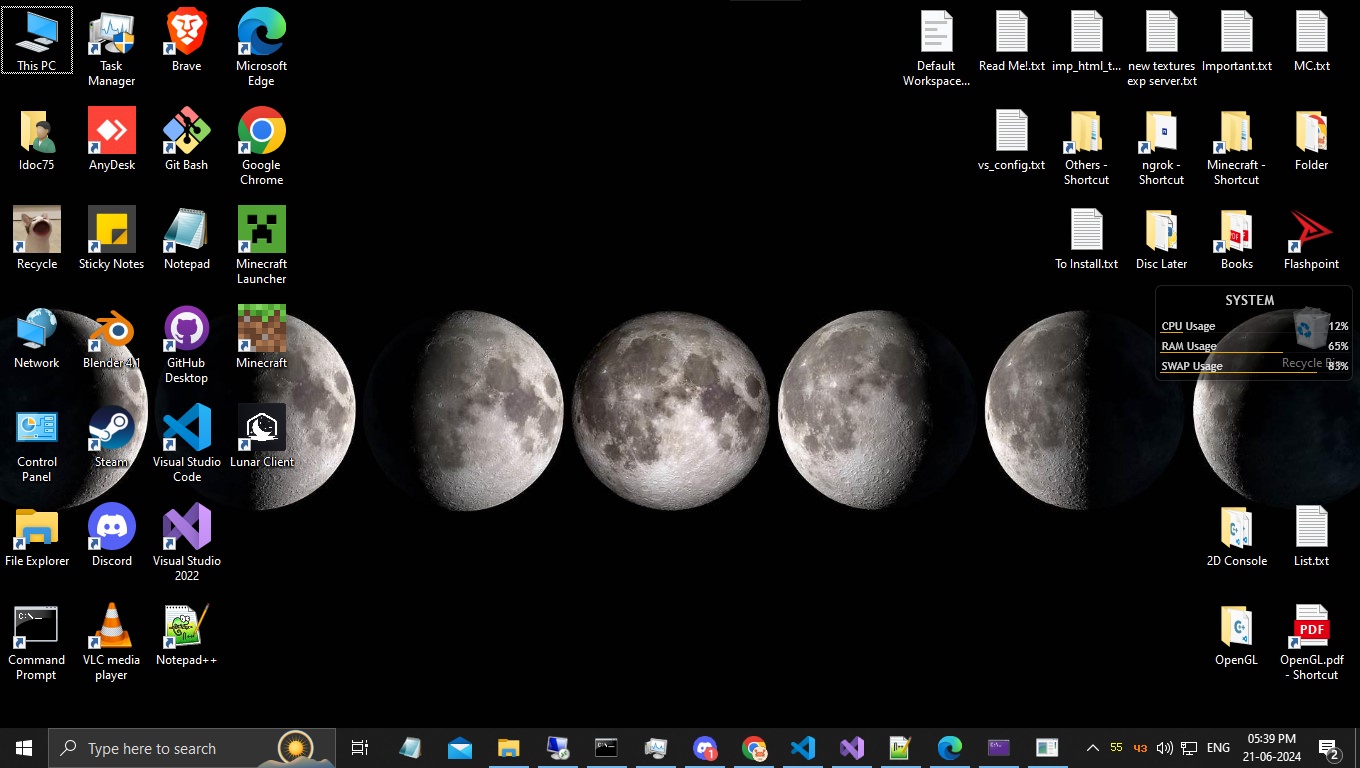 This PC
Task
Manager
Brave
Microsoft
Edge
Default
Workspace...
Read Me!.txt
imp_html_t...
new textures
exp server.txt
Important.txt
MC.txt
ldoc75
AnyDesk
Git Bash
Google
Chrome
vs_config.txt
Others -
Shortcut
ngrok -
Shortcut
Minecraft -
Shortcut
Folder
Recycle
Sticky Notes
Notepad
Minecraft
Launcher
To Install.txt
Disc Later
Books
Flashpoint
SYSTEM
CPU Usage 12%
RAM Usage 65%
SWAP Usage 83%
Recycle Bin
Network
Blender 4.1
GitHub
Desktop
Minecraft
Control
Panel
Steam
Visual Studio
Code
Lunar Client
File Explorer
Discord
Visual Studio
2022
2D Console
List.txt
Command
Prompt
VLC media
player
Notepad++
OpenGL
PDF
OpenGL.pdf
- Shortcut
Type here to search
1
55
43
ENG
05:39 PM
21-06-2024
2